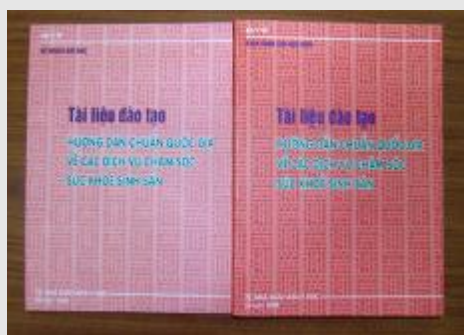 Tài liệu đào tạo
HƯỚNG DẪN CHUẨN QUỐC GIA
VỀ CÁC DỊCH VỤ CHĂM SÓC
SỨC KHỎE SINH SẢN
Tài liệu đào tạo
HƯỚNG DẪN CHUẨN QUỐC GIA
VỀ CÁC DỊCH VỤ CHĂM SÓC
SỨC KHỎE SINH SẢN